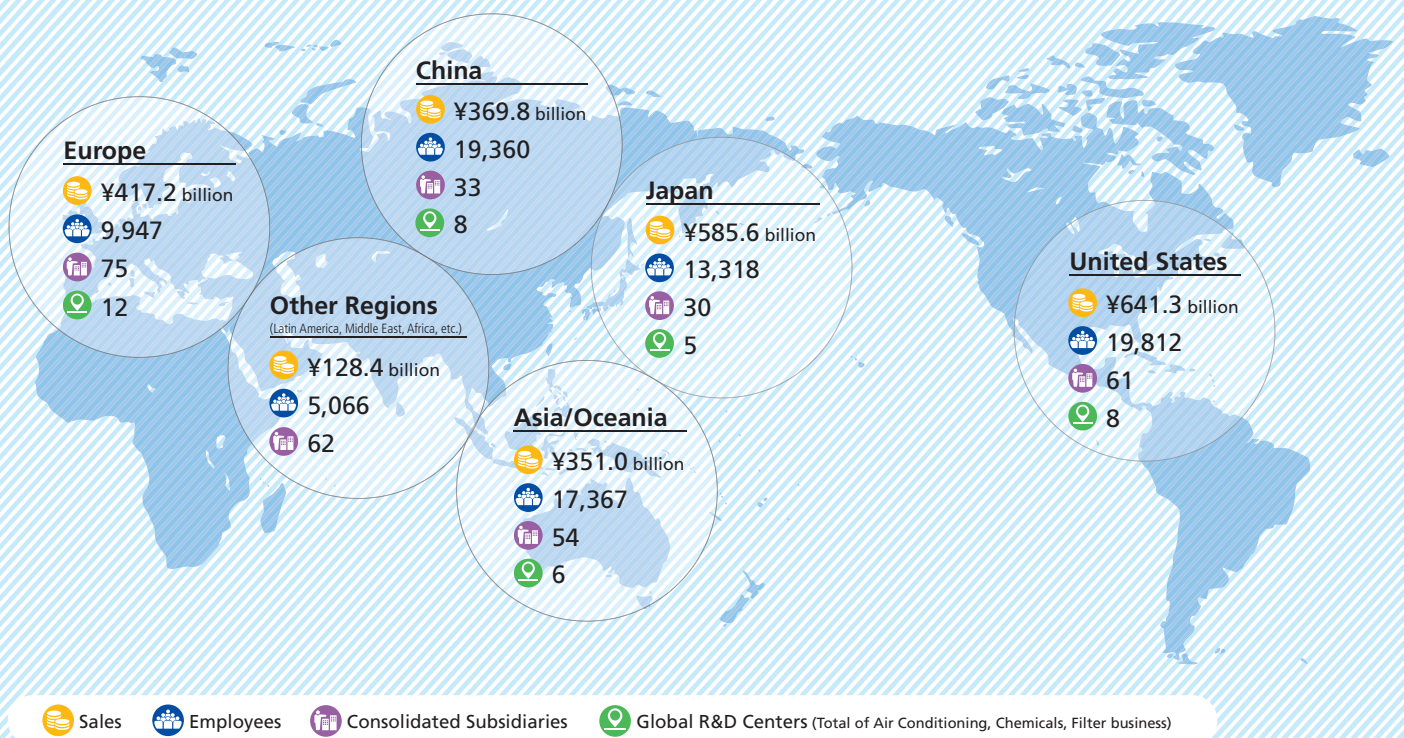 China
¥369.8 billion
19,360
33
8
Europe
¥417.2 billion
9,947
75
12
Japan
¥585.6 billion
13,318
30
5
United States
¥641.3 billion
19,812
61
8
Other Regions
(Latin America, Middle East, Africa, etc.)
¥128.4 billion
5,066
62
Asia/Oceania
¥351.0 billion
17,367
54
6
Sales Employees Consolidated Subsidiaries Global R&D Centers (Total of Air Conditioning, Chemicals, Filter business)